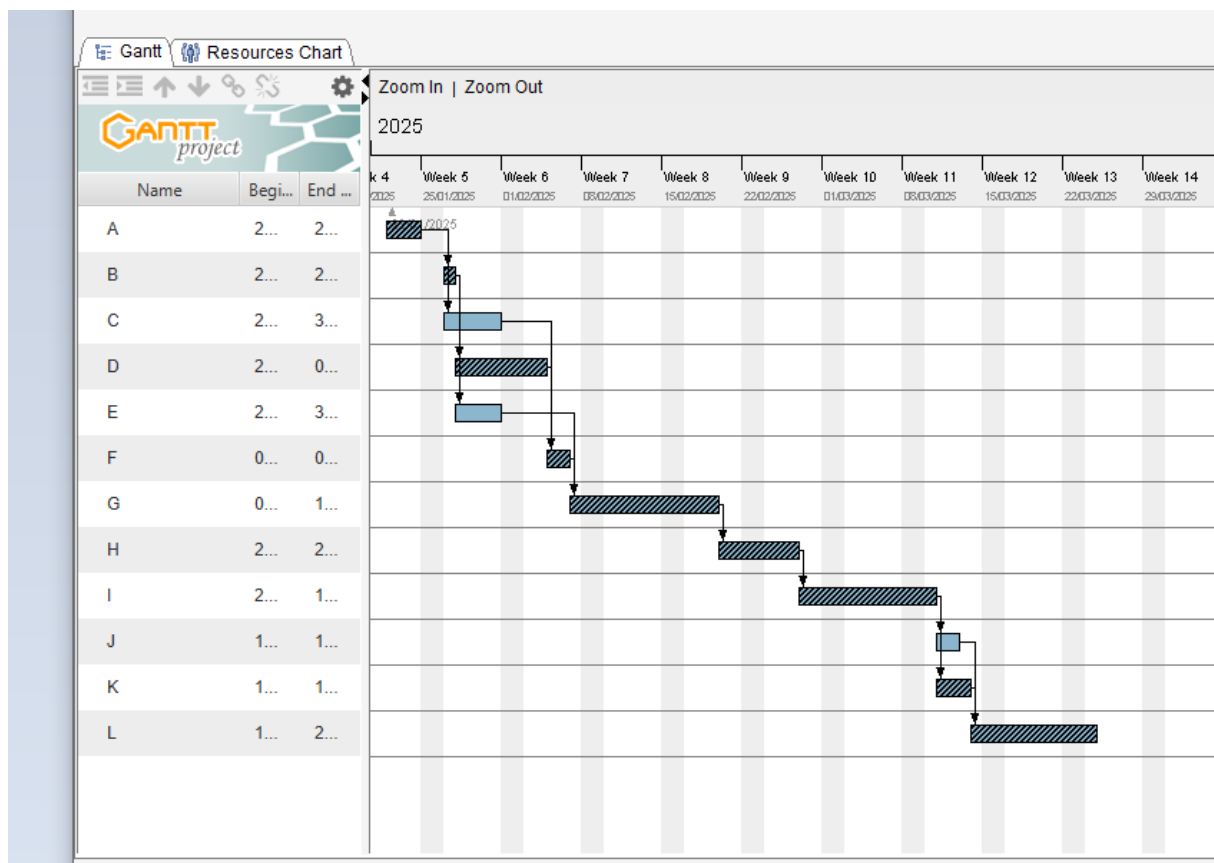 Gantt Resources Chart
Zoom In | Zoom Out
GANTT project
2025
k 4 Week 5 Week 6 Week 7 Week 8 Week 9 Week 10 Week 11 Week 12 Week 13 Week 14
/2025 25/01/2025 01/02/2025 08/02/2025 15/02/2025 22/02/2025 01/03/2025 08/03/2025 15/03/2025 22/03/2025 29/03/2025
Name Begi... End ...
/2025
A 2... 2...
B 2... 2...
C 2... 3...
D 2... 0...
E 2... 3...
F 0... 0...
G 0... 1...
H 2... 2...
I 2... 1...
J 1... 1...
K 1... 1...
L 1... 2...